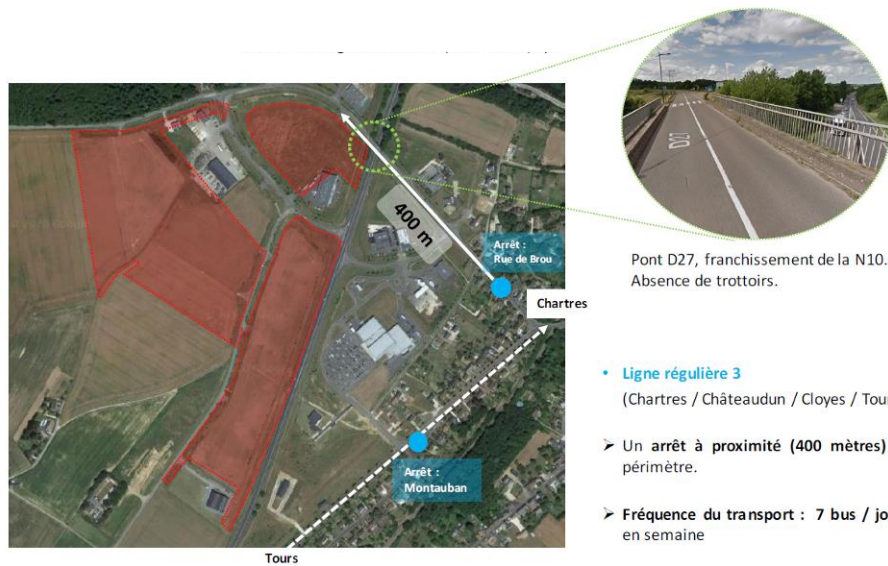 D27
400 m
Arrêt :
Rue de Brou
Chartres
Pont D27, franchissement de la N10.
Absence de trottoirs.
• Ligne régulière 3
(Chartres / Châteaudun / Cloyes /
➤ Un arrêt à proximité (400 mètres)
périmètre.
➤ Fréquence du transport : 7 bus /
en semaine
Arrêt :
Montauban
Tours